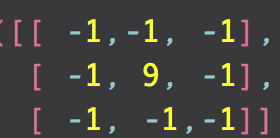 ([[ -1,-1, -1],
[ -1, 9, -1],
[ -1, -1,-1]]